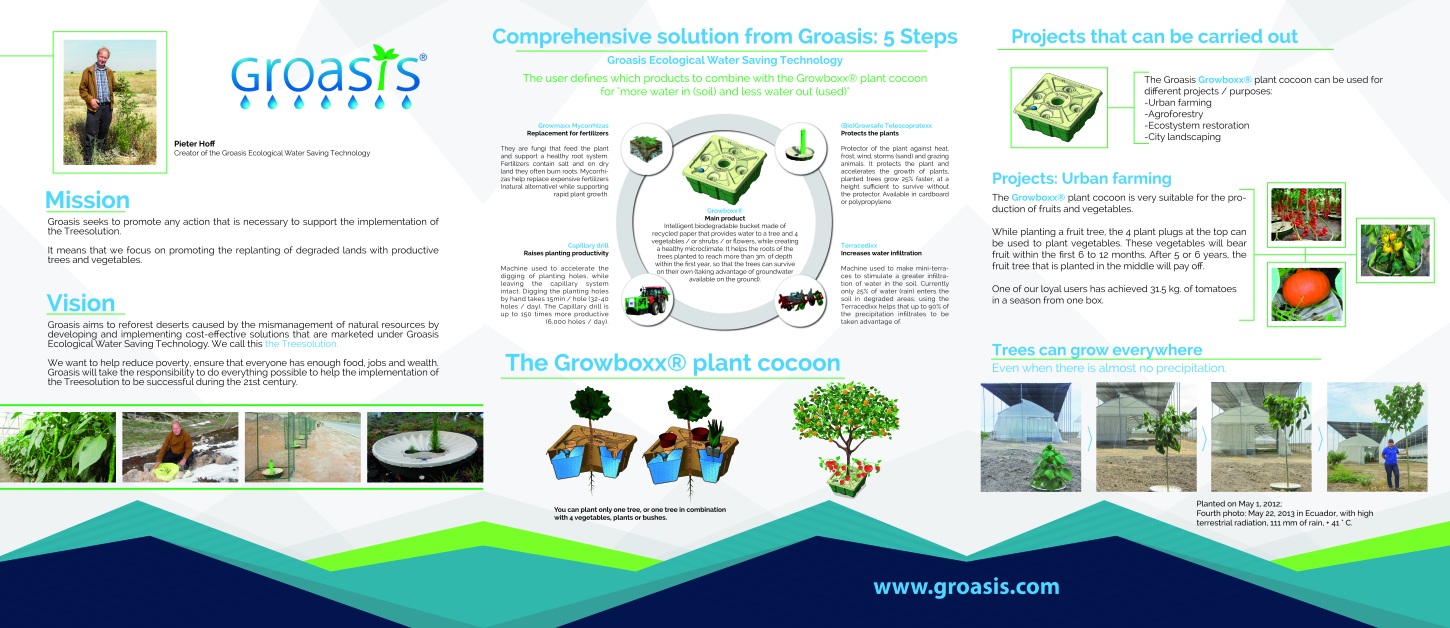 groasis®
Pieter Hoff
Creator of the Groasis Ecological Water Saving Technology
Mission
Groasis seeks to promote any action that is necessary to support the implementation of
the Treesolution.
It means that we focus on promoting the replanting of degraded lands with productive
trees and vegetables.
Vision
Groasis aims to reforest deserts caused by the mismanagement of natural resources by
developing and implementing cost-effective solutions that are marketed under Groasis
Ecological Water Saving Technology. We call this the Treesolution.
We want to help reduce poverty, ensure that everyone has enough food, jobs and wealth.
Groasis will take the responsibility to do everything possible to help the implementation of
the Treesolution to be successful during the 21st century.
Comprehensive solution from Groasis: 5 Steps
Groasis Ecological Water Saving Technology
The user defines which products to combine with the Growboxx® plant cocoon
for "more water in (soil) and less water out (used)"
Growmaxx Mycorrhizas
Replacement for fertilizers
They are fungi that feed the plant
and support a healthy root system.
Fertilizers contain salt and on dry
land they often burn roots. Mycorrhi-
zas help replace expensive fertilizers
(natural alternative) while supporting
rapid plant growth.
(Bio)Growsafe Telescoprotexx
Protects the plants
Protector of the plant against heat,
frost, wind, storms (sand) and grazing
animals. It protects the plant and
accelerates the growth of plants,
planted trees grow 25% faster, at a
height sufficient to survive without
the protector. Available in cardboard
or polypropylene.
Growboxx®
Main product
Intelligent biodegradable bucket made of
recycled paper that provides water to a tree and 4
vegetables / or shrubs / or flowers, while creating
a healthy microclimate. It helps the roots of the
trees planted to reach more than 3m. of depth
within the first year, so that the trees can survive
on their own (taking advantage of groundwater
available on the ground).
Capillary drill
Raises planting productivity
Machine used to accelerate the
digging of planting holes, while
leaving the capillary system
intact. Digging the planting holes
by hand takes 15min / hole (32-40
holes / day). The Capillary drill is
up to 150 times more productive
(6,000 holes / day).
Terracedixx
Increases water infiltration
Machine used to make mini-terra-
ces to stimulate a greater infiltra-
tion of water in the soil. Currently
only 25% of water (rain) enters the
soil in degraded areas; using the
Terracedixx helps that up to 90% of
the precipitation infiltrates to be
taken advantage of.
The Growboxx® plant cocoon
You can plant only one tree, or one tree in combination
with 4 vegetables, plants or bushes.
Projects that can be carried out
The Groasis Growboxx® plant cocoon can be used for
different projects / purposes:
-Urban farming
-Agroforestry
-Ecosystem restoration
-City landscaping
Projects: Urban farming
The Growboxx® plant cocoon is very suitable for the pro-
duction of fruits and vegetables.
While planting a fruit tree, the 4 plant plugs at the top can
be used to plant vegetables. These vegetables will bear
fruit within the first 6 to 12 months. After 5 or 6 years, the
fruit tree that is planted in the middle will pay off.
One of our loyal users has achieved 31.5 kg. of tomatoes
in a season from one box.
Trees can grow everywhere
Even when there is almost no precipitation.
Planted on May 1, 2012;
Fourth photo: May 22, 2013 in Ecuador, with high
terrestrial radiation, 111 mm of rain, + 41 ° C.
www.groasis.com